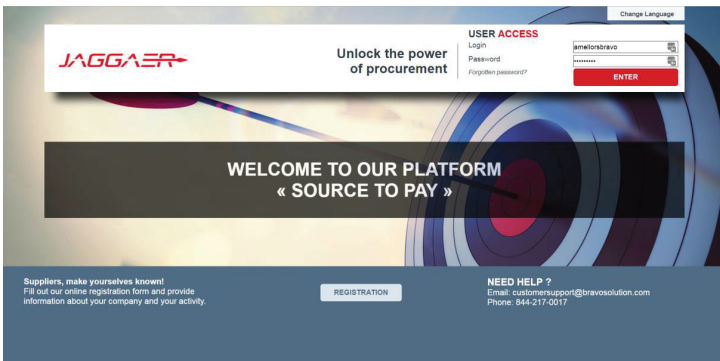 Change Language
JAGGAER
Unlock the power
of procurement
USER ACCESS
Login
ameliorsbravo
Password
•••••••••
Forgotten password?
ENTER
WELCOME TO OUR PLATFORM
« SOURCE TO PAY »
Suppliers, make yourselves known!
Fill out our online registration form and provide
information about your company and your activity.
REGISTRATION
NEED HELP ?
Email: customersupport@bravosolution.com
Phone: 844-217-0017